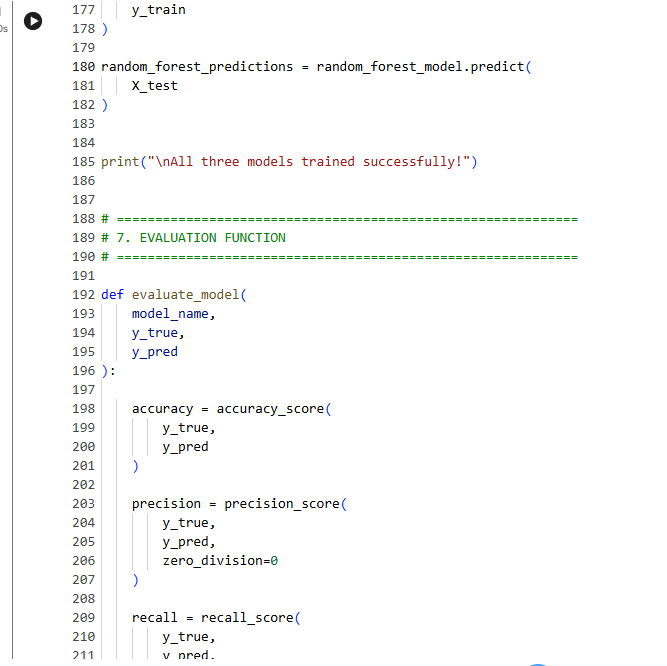 177 y_train
178 )
179
180 random_forest_predictions = random_forest_model.predict(
181 X_test
182 )
183
184
185 print("\nAll three models trained successfully!")
186
187
188 # ============================================================
189 # 7. EVALUATION FUNCTION
190 # ============================================================
191
192 def evaluate_model(
193 model_name,
194 y_true,
195 y_pred
196 ):
197
198 accuracy = accuracy_score(
199 y_true,
200 y_pred
201 )
202
203 precision = precision_score(
204 y_true,
205 y_pred,
206 zero_division=0
207 )
208
209 recall = recall_score(
210 y_true,
211 y_pred,